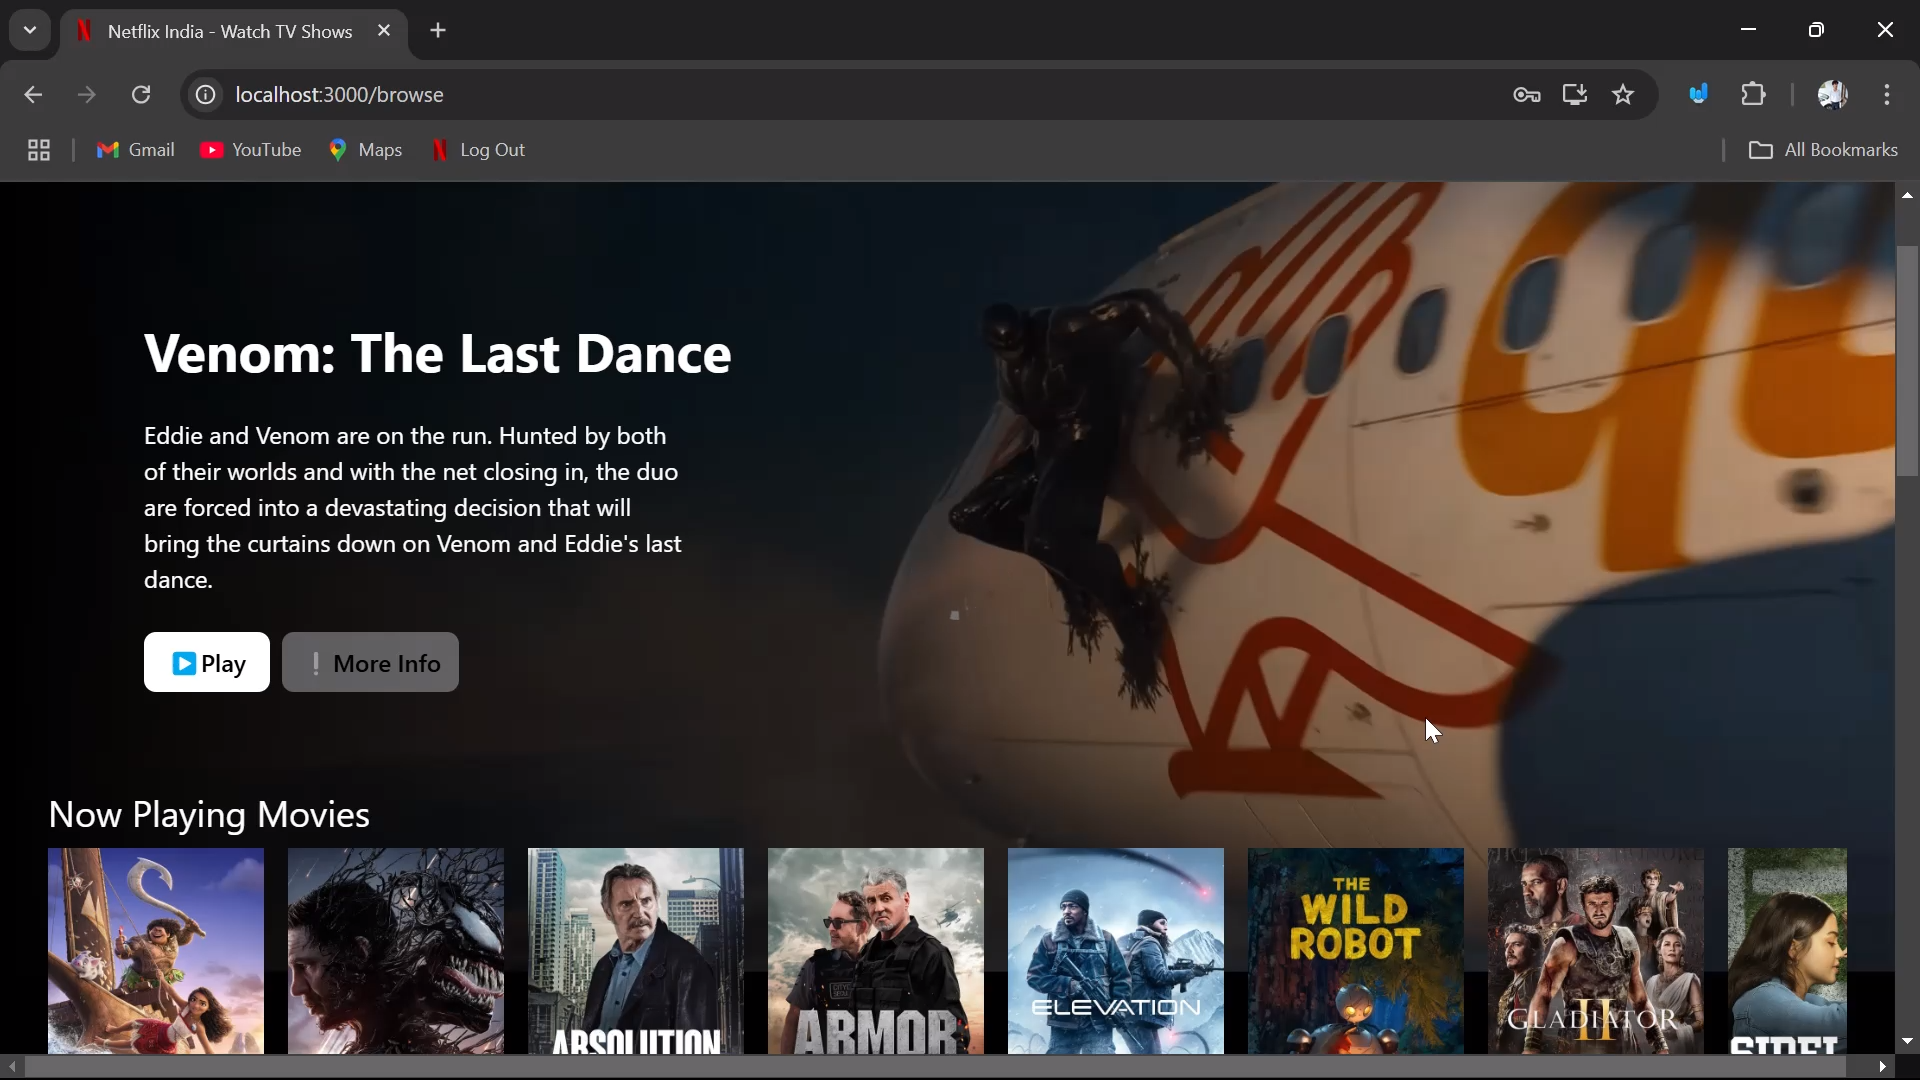 Netflix India - Watch TV Shows
localhost:3000/browse
Gmail
YouTube
Maps
Log Out
All Bookmarks
Venom: The Last Dance
Eddie and Venom are on the run. Hunted by both
of their worlds and with the net closing in, the duo
are forced into a devastating decision that will
bring the curtains down on Venom and Eddie's last
dance.
Play
❕ More Info
Now Playing Movies
ABSOLUTION
ARMOR
ELEVATION
THE
WILD
ROBOT
GLADIATOR
II